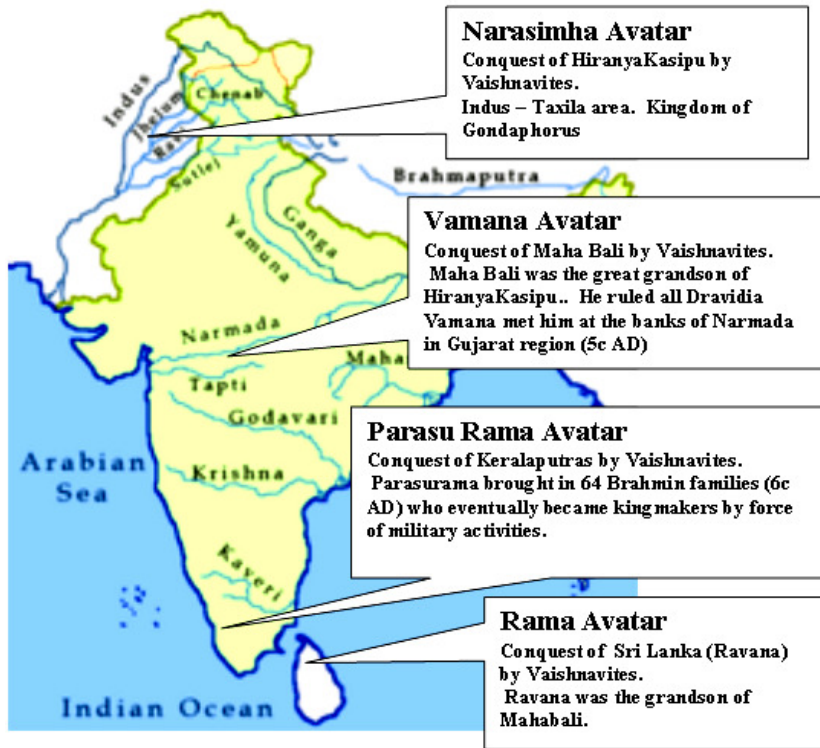 Narasimha Avatar
Conquest of HiranyaKasipu by
Vaishnavites.
Indus – Taxila area. Kingdom of
Gondaphorus
Indus
Jhelum
Chenab
Rav
Sutlej
Brahmaputra
Ganga
Yamuna
Vamana Avatar
Conquest of Maha Bali by Vaishnavites.
Maha Bali was the great grandson of
HiranyaKasipu.. He ruled all Dravidia
Vamana met him at the banks of Narmada
in Gujarat region (5c AD)
Narmada
Maha
Tapti
Godavari
Krishna
Arabian
Sea
Parasu Rama Avatar
Conquest of Keralaputras by Vaishnavites.
Parasurama brought in 64 Brahmin families (6c
AD) who eventually became kingmakers by force
of military activities.
Kaveri
Rama Avatar
Conquest of Sri Lanka (Ravana)
by Vaishnavites.
Ravana was the grandson of
Mahabali.
Indian Ocean